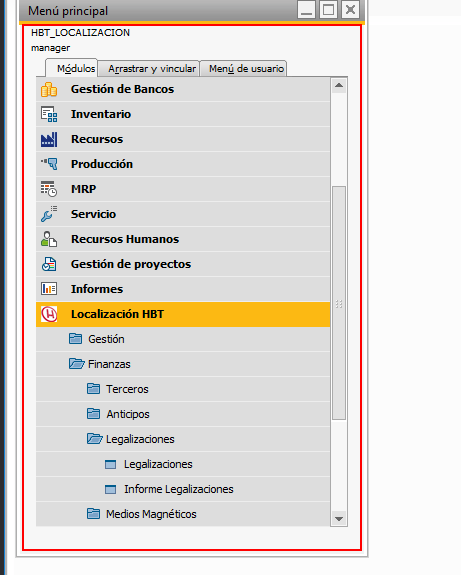 Menú principal
HBT_LOCALIZACION
manager
Módulos Arrastrar y vincular Menú de usuario
Gestión de Bancos
Inventario
Recursos
Producción
MRP
Servicio
Recursos Humanos
Gestión de proyectos
Informes
Localización HBT
Gestión
Finanzas
Terceros
Anticipos
Legalizaciones
Legalizaciones
Informe Legalizaciones
Medios Magnéticos